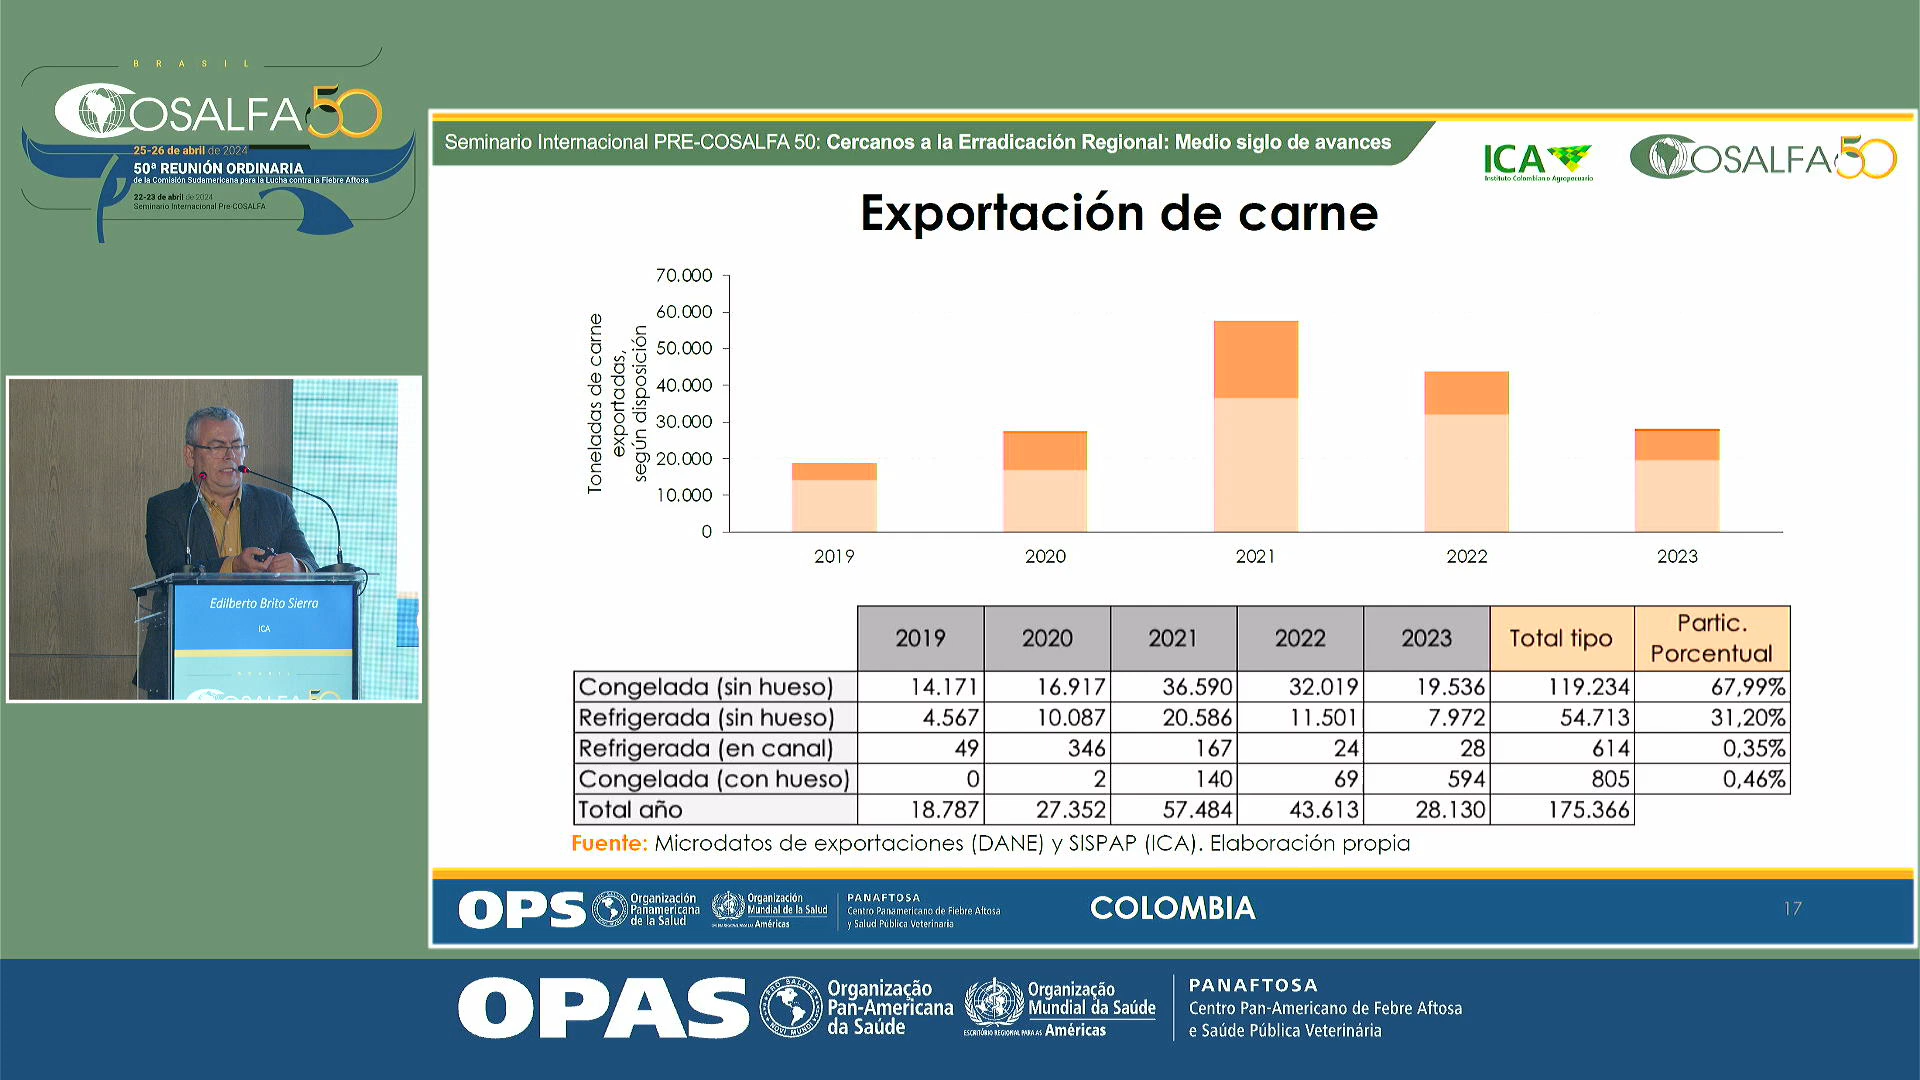 BRASIL
COSALFA50
25-26 de abril de 2024
50ª REUNIÓN ORDINARIA
de la Comisión Sudamericana para la Lucha contra la Fiebre Aftosa
22-23 de abril de 2024
Seminario Internacional Pre-COSALFA
Edilberto Brito Sierra
ICA
BRASIL
COSALFA50
Seminario Internacional PRE-COSALFA 50: Cercanos a la Erradicación Regional: Medio siglo de avances
ICA
Instituto Colombiano Agropecuario
COSALFA50
Exportación de carne
Toneladas de carne
exportadas,
según disposición
70.000
60.000
50.000
40.000
30.000
20.000
10.000
0
2019 2020 2021 2022 2023
2019 2020 2021 2022 2023 Total tipo Partic. Porcentual
Congelada (sin hueso) 14.171 16.917 36.590 32.019 19.536 119.234 67,99%
Refrigerada (sin hueso) 4.567 10.087 20.586 11.501 7.972 54.713 31,20%
Refrigerada (en canal) 49 346 167 24 28 614 0,35%
Congelada (con hueso) 0 2 140 69 594 805 0,46%
Total año 18.787 27.352 57.484 43.613 28.130 175.366
Fuente: Microdatos de exportaciones (DANE) y SISPAP (ICA). Elaboración propia
OPS
Organización
Panamericana
de la Salud
Organización
Mundial de la Salud
Américas
PANAFTOSA
Centro Panamericano de Fiebre Aftosa
y Salud Pública Veterinaria
COLOMBIA
17
OPAS
PRO SALUTE
NOVI MUNDI
Organização
Pan-Americana
da Saúde
Organização
Mundial da Saúde
ESCRITÓRIO REGIONAL PARA AS Américas
PANAFTOSA
Centro Pan-Americano de Febre Aftosa
e Saúde Pública Veterinária